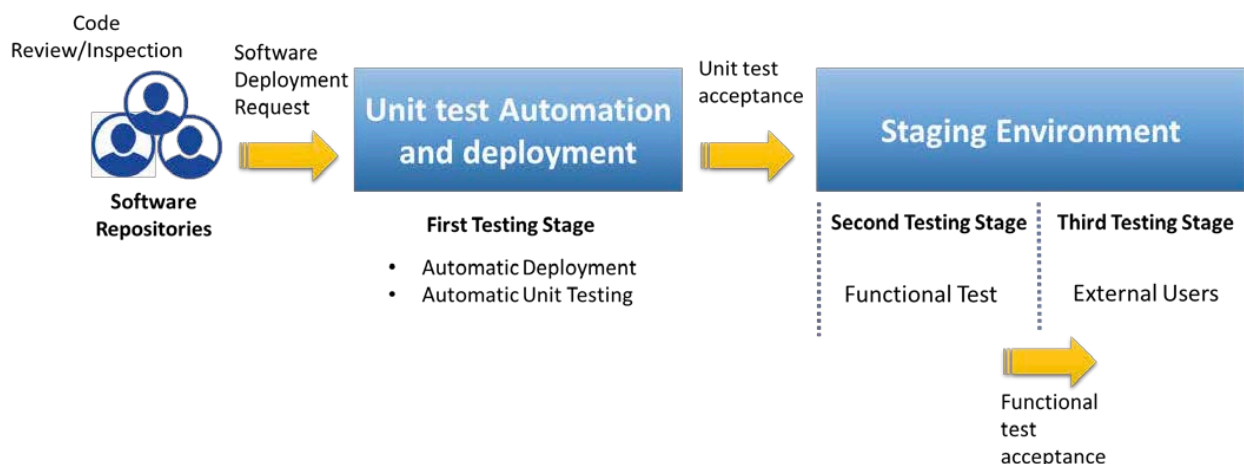 Code
Review/Inspection
Software
Repositories
Software
Deployment
Request
Unit test Automation
and deployment
First Testing Stage
• Automatic Deployment
• Automatic Unit Testing
Unit test
acceptance
Staging Environment
Second Testing Stage
Functional Test
Third Testing Stage
External Users
Functional
test
acceptance